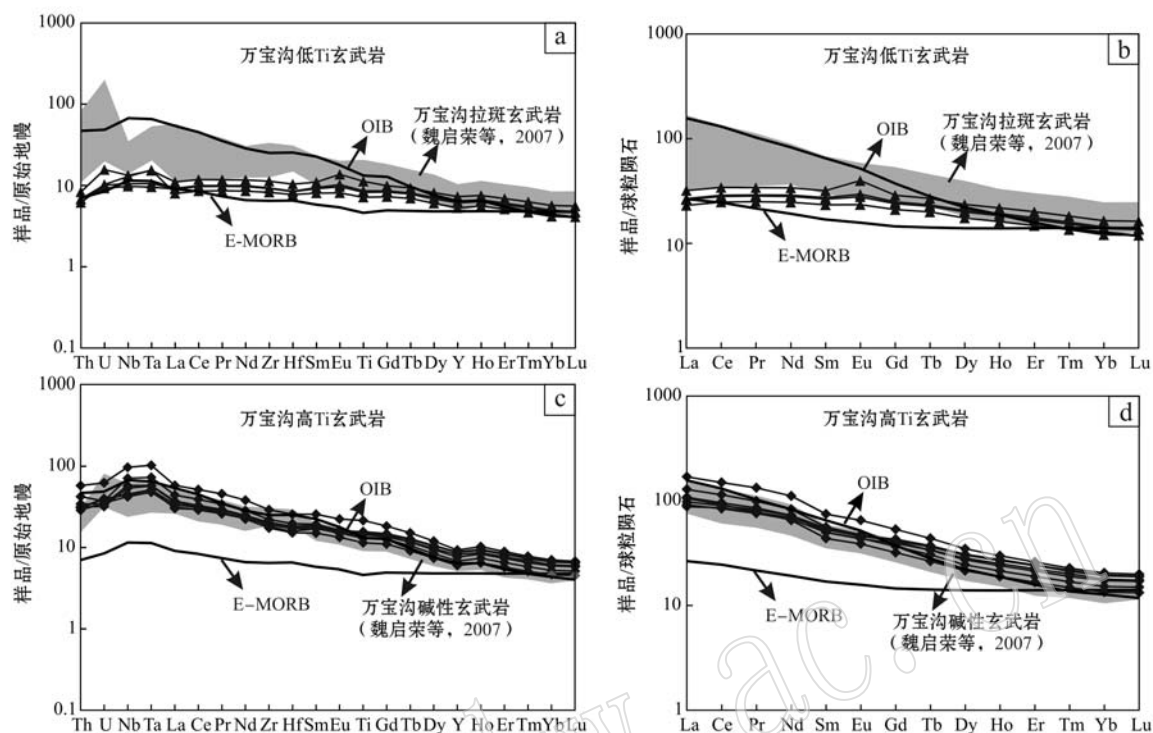 a
万宝沟低Ti玄武岩
1000
100
10
1
0.1
样品/原始地幔
OIB
万宝沟拉斑玄武岩
(魏启荣等, 2007)
E-MORB
Th U Nb Ta La Ce Pr Nd Zr Hf Sm Eu Ti Gd Tb Dy Y Ho Er Tm Yb Lu
b
万宝沟低Ti玄武岩
1000
100
10
1
样品/球粒陨石
OIB
万宝沟拉斑玄武岩
(魏启荣等, 2007)
E-MORB
La Ce Pr Nd Sm Eu Gd Tb Dy Ho Er Tm Yb Lu
c
万宝沟高Ti玄武岩
1000
100
10
1
0.1
样品/原始地幔
OIB
E-MORB
万宝沟碱性玄武岩
(魏启荣等, 2007)
Th U Nb Ta La Ce Pr Nd Zr Hf Sm Eu Ti Gd Tb Dy Y Ho Er Tm Yb Lu
d
万宝沟高Ti玄武岩
1000
100
10
1
样品/球粒陨石
OIB
E-MORB
万宝沟碱性玄武岩
(魏启荣等, 2007)
La Ce Pr Nd Sm Eu Gd Tb Dy Ho Er Tm Yb Lu